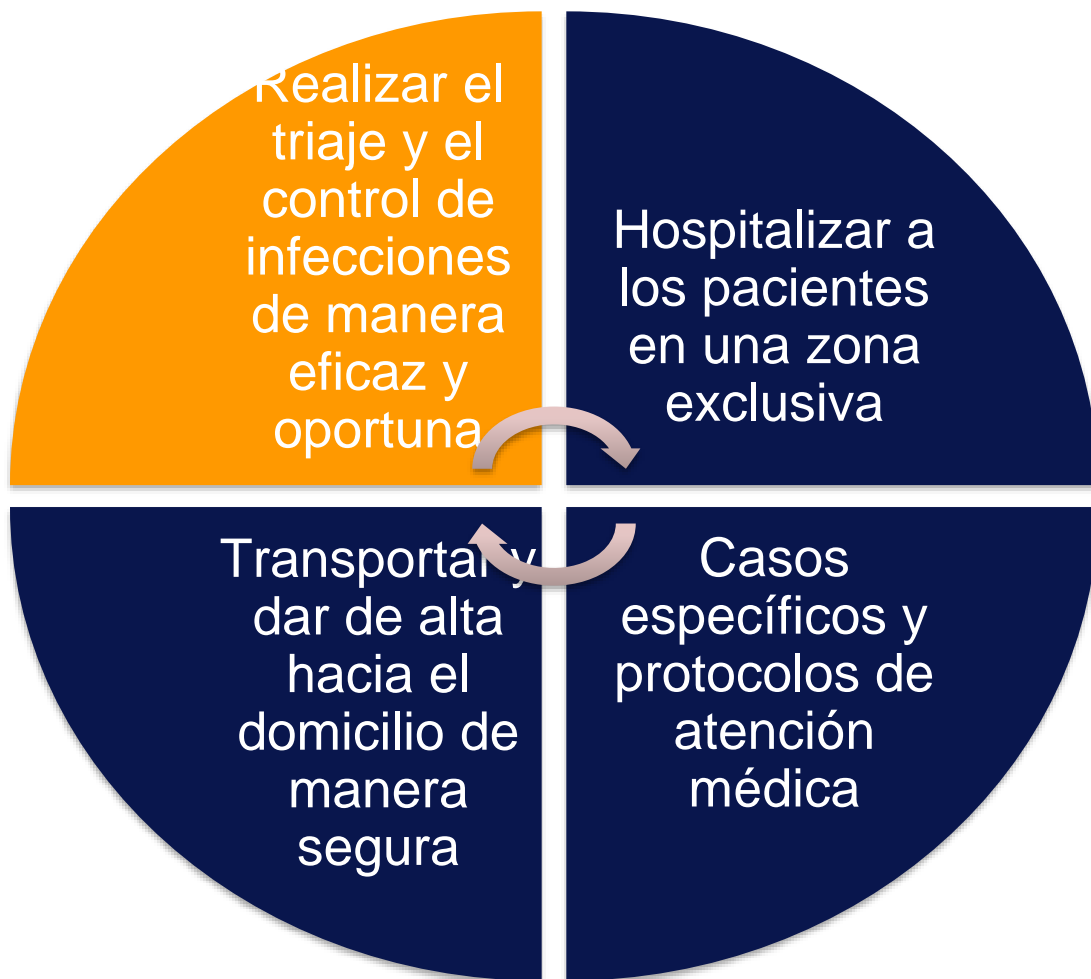 Realizar el
triaje y el
control de
infecciones
de manera
eficaz y
oportuna
Hospitalizar a
los pacientes
en una zona
exclusiva
Transportar y
dar de alta
hacia el
domicilio de
manera
segura
Casos
específicos y
protocolos de
atención
médica